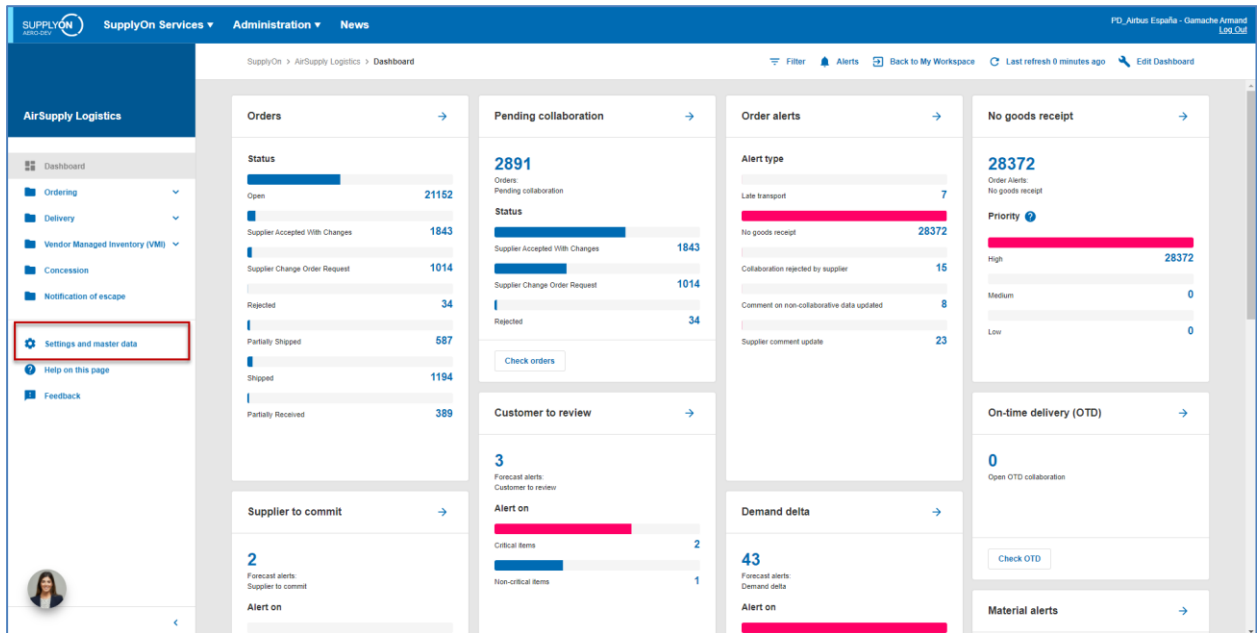 SUPPLYON
AERO-DEV
SupplyOn Services ▾ Administration ▾ News
PD_Airbus España - Gamache Armand
Log Out
AirSupply Logistics
Dashboard
Ordering
Delivery
Vendor Managed Inventory (VMI)
Concession
Notification of escape
Settings and master data
Help on this page
Feedback
SupplyOn > AirSupply Logistics > Dashboard
Filter Alerts Back to My Workspace Last refresh 0 minutes ago Edit Dashboard
Orders
Status
Open 21152
Supplier Accepted With Changes 1843
Supplier Change Order Request 1014
Rejected 34
Partially Shipped 587
Shipped 1194
Partially Received 389
Pending collaboration
2891
Orders:
Pending collaboration
Status
Supplier Accepted With Changes 1843
Supplier Change Order Request 1014
Rejected 34
Check orders
Order alerts
Alert type
Late transport 7
No goods receipt 28372
Collaboration rejected by supplier 15
Comment on non-collaborative data updated 8
Supplier comment update 23
No goods receipt
28372
Order Alerts:
No goods receipt
Priority ?
High 28372
Medium 0
Low 0
Customer to review
3
Forecast alerts:
Customer to review
Alert on
Critical items 2
Non-critical items 1
On-time delivery (OTD)
0
Open OTD collaboration
Check OTD
Supplier to commit
2
Forecast alerts:
Supplier to commit
Alert on
Demand delta
43
Forecast alerts:
Demand delta
Alert on
Material alerts